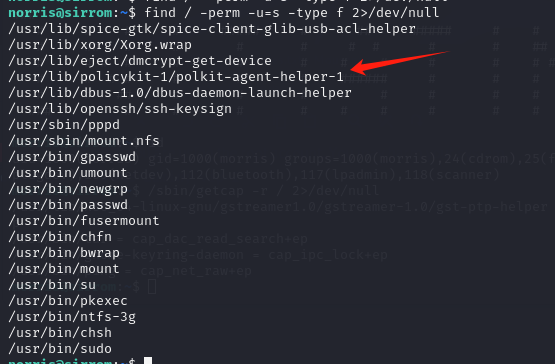 norris@sirrom:~$ find / -perm -u=s -type f 2>/dev/null
/usr/lib/spice-gtk/spice-client-glib-usb-acl-helper
/usr/lib/xorg/Xorg.wrap
/usr/lib/eject/dmcrypt-get-device
/usr/lib/policykit-1/polkit-agent-helper-1
/usr/lib/dbus-1.0/dbus-daemon-launch-helper
/usr/lib/openssh/ssh-keysign
/usr/sbin/pppd
/usr/sbin/mount.nfs
/usr/bin/gpasswd
/usr/bin/umount
/usr/bin/newgrp
/usr/bin/passwd
/usr/bin/fusermount
/usr/bin/chfn
/usr/bin/bwrap
/usr/bin/mount
/usr/bin/su
/usr/bin/pkexec
/usr/bin/ntfs-3g
/usr/bin/chsh
/usr/bin/sudo
norris@sirrom:~$